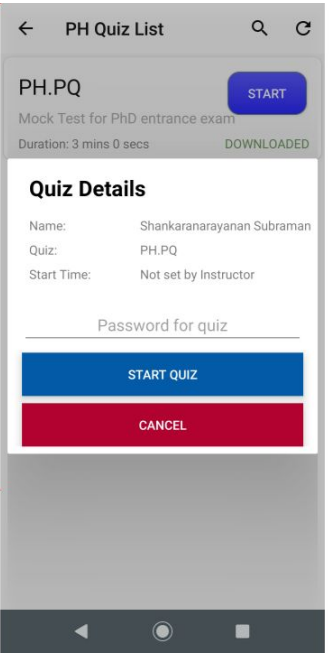 PH Quiz List
PH.PQ
START
Mock Test for PhD entrance exam
Duration: 3 mins 0 secs
DOWNLOADED
Quiz Details
Name: Shankaranarayanan Subraman
Quiz: PH.PQ
Start Time: Not set by Instructor
Password for quiz
START QUIZ
CANCEL